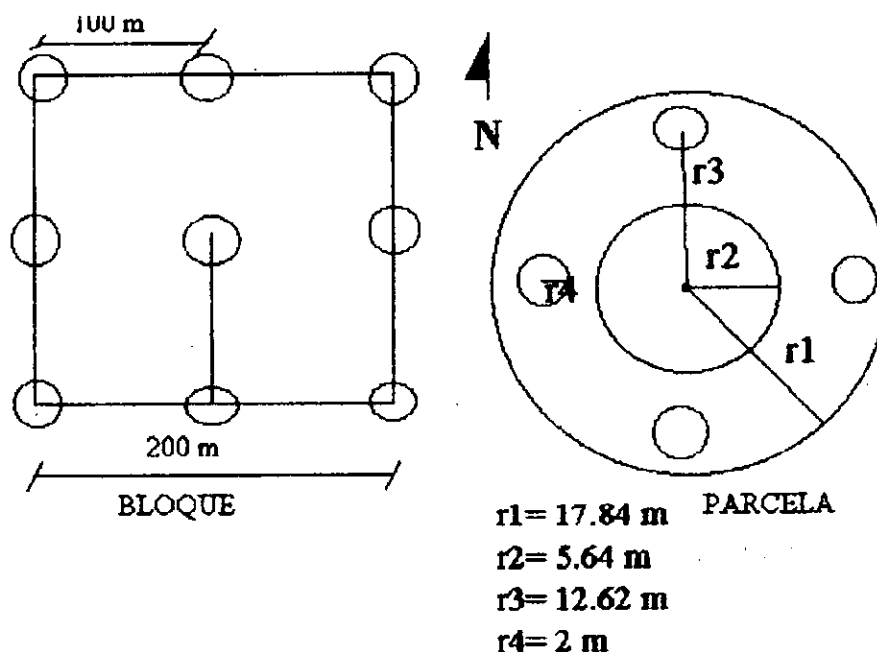 100 m
200 m
BLOQUE
N
r3
r2
r4
r1
PARCELA
r1= 17.84 m
r2= 5.64 m
r3= 12.62 m
r4= 2 m